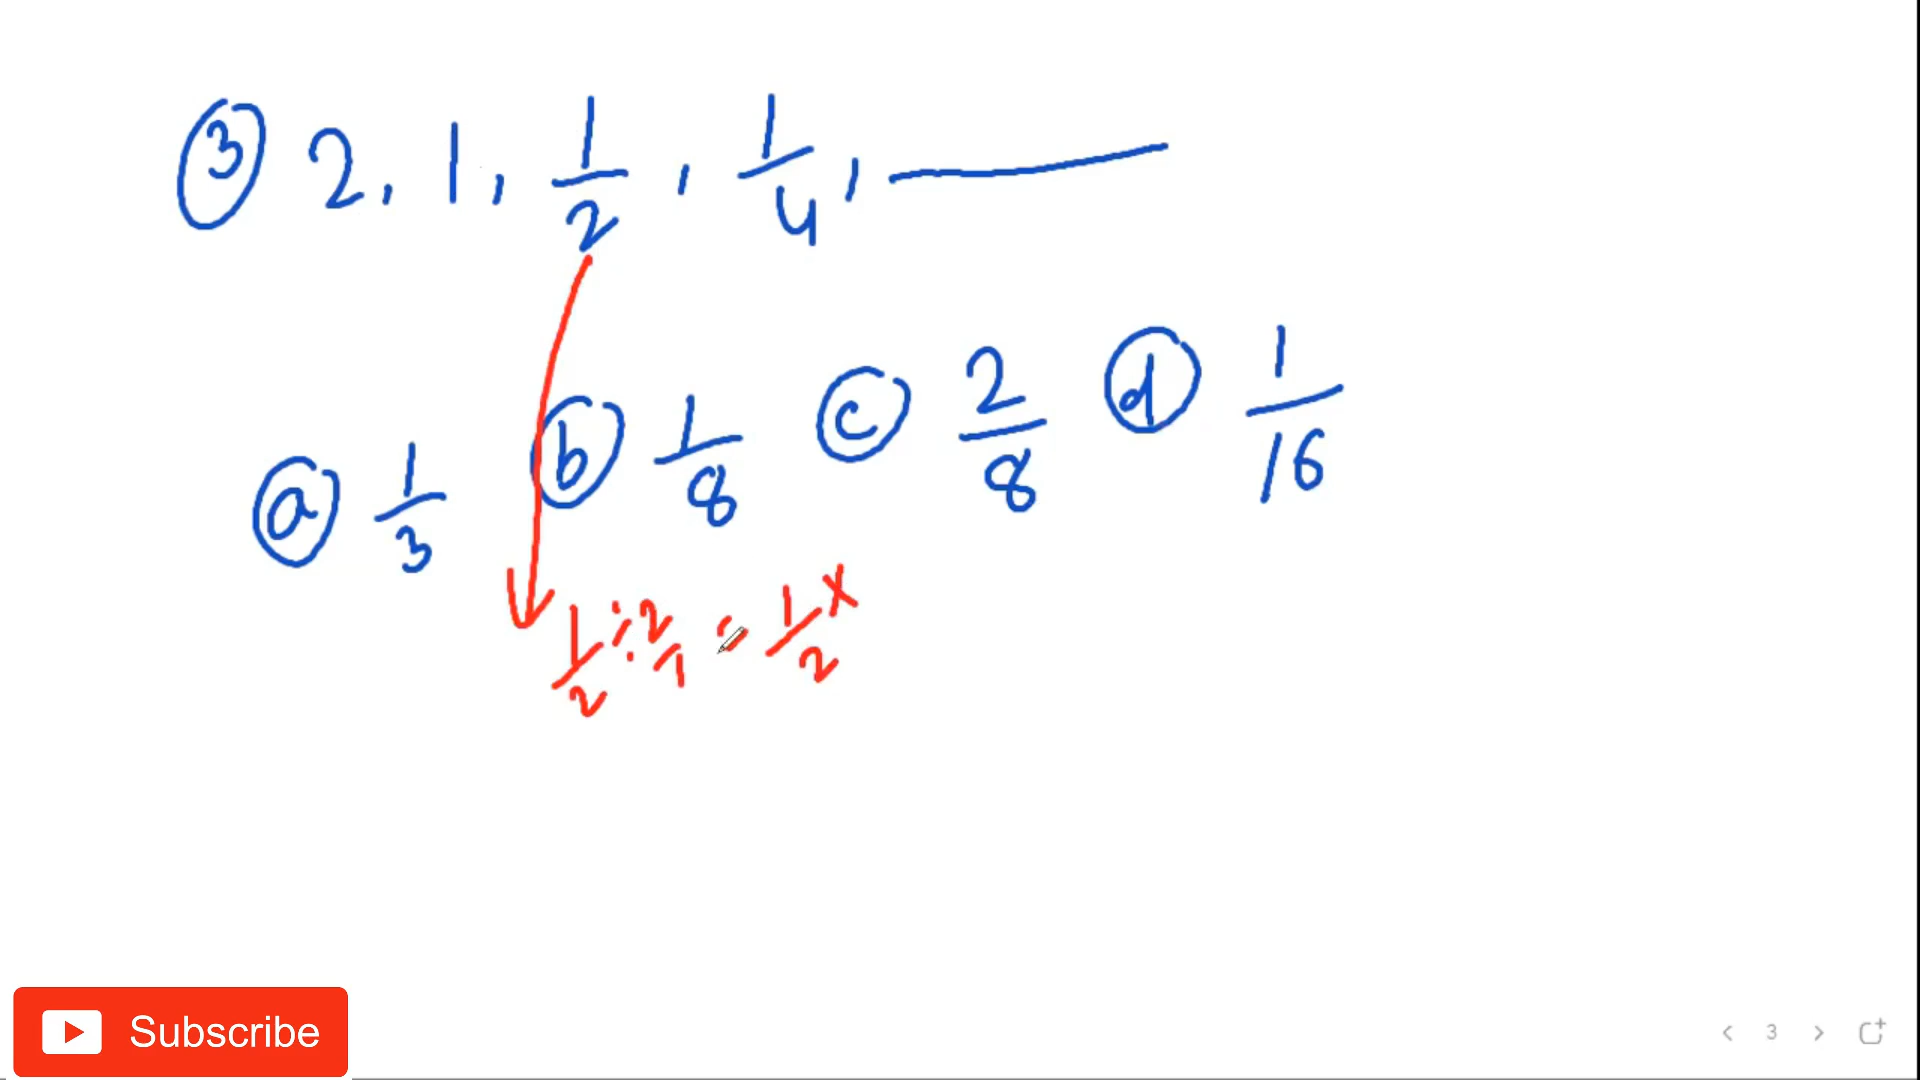 ③ 2, 1, 1/2, 1/4, ______
ⓐ 1/3 ⓑ 1/8 ⓒ 2/8 ⓓ 1/16
1/2 ÷ 2/1 = 1/2 ×
Subscribe
< 3 >